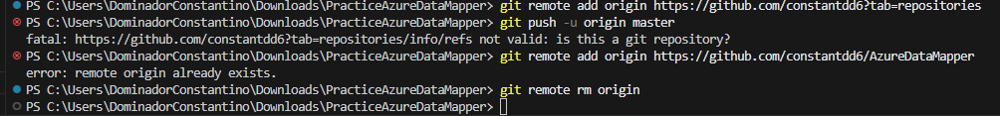 PS C:\Users\DominadorConstantino\Downloads\PracticeAzureDataMapper> git remote add origin https://github.com/constantdd6?tab=repositories
PS C:\Users\DominadorConstantino\Downloads\PracticeAzureDataMapper> git push -u origin master
fatal: https://github.com/constantdd6?tab=repositories/info/refs not valid: is this a git repository?
PS C:\Users\DominadorConstantino\Downloads\PracticeAzureDataMapper> git remote add origin https://github.com/constantdd6/AzureDataMapper
error: remote origin already exists.
PS C:\Users\DominadorConstantino\Downloads\PracticeAzureDataMapper> git remote rm origin
PS C:\Users\DominadorConstantino\Downloads\PracticeAzureDataMapper>